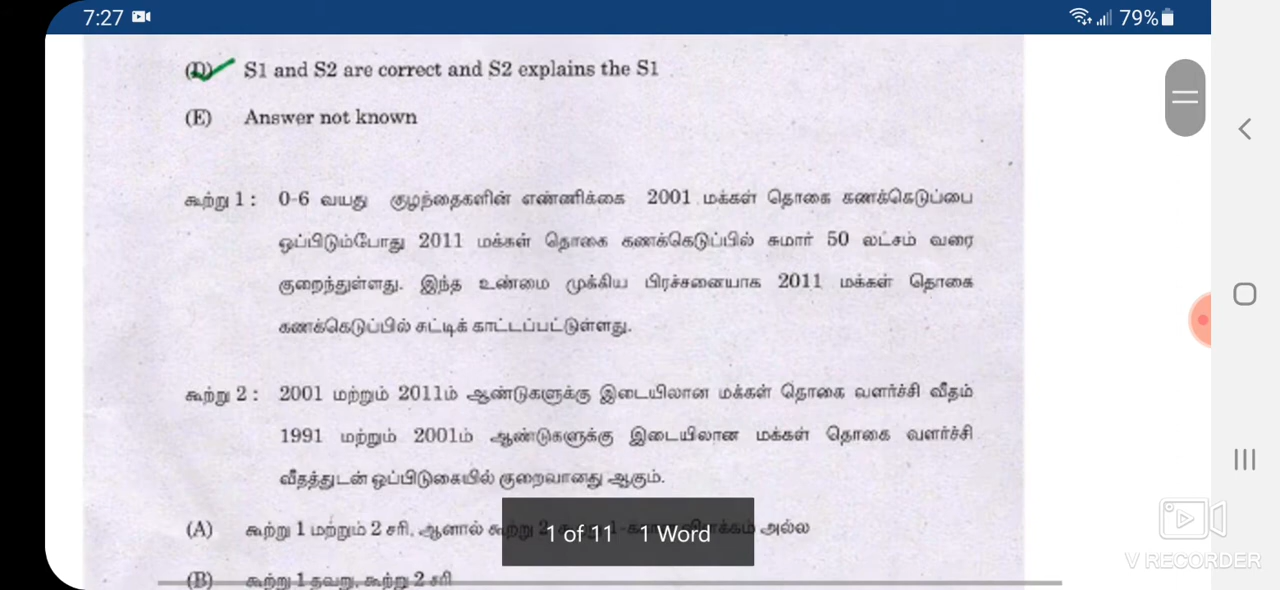 7:27
79%
(D) S1 and S2 are correct and S2 explains the S1
(E) Answer not known
கூற்று 1 : 0-6 வயது குழந்தைகளின் எண்ணிக்கை 2001 மக்கள் தொகை கணக்கெடுப்பை
ஒப்பிடும்போது 2011 மக்கள் தொகை கணக்கெடுப்பில் சுமார் 50 லட்சம் வரை
குறைந்துள்ளது. இந்த உண்மை முக்கிய பிரச்சனையாக 2011 மக்கள் தொகை
கணக்கெடுப்பில் சுட்டிக் காட்டப்பட்டுள்ளது.
கூற்று 2 : 2001 மற்றும் 2011ம் ஆண்டுகளுக்கு இடையிலான மக்கள் தொகை வளர்ச்சி வீதம்
1991 மற்றும் 2001ம் ஆண்டுகளுக்கு இடையிலான மக்கள் தொகை வளர்ச்சி
வீதத்துடன் ஒப்பிடுகையில் குறைவானது ஆகும்.
(A) கூற்று 1 மற்றும் 2 சரி, ஆனால் கூற்று அல்ல
1 of 11 1 Word
(B) கூற்று 1 தவறு, கூற்று 2 சரி
V RECORDER